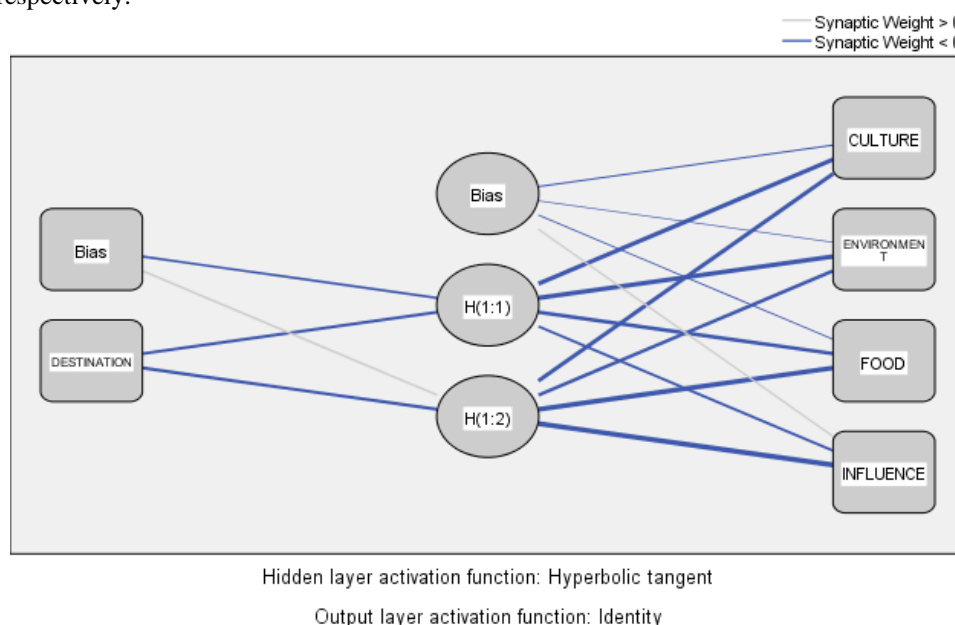 respectively.
Synaptic Weight >
Synaptic Weight <
CULTURE
Bias
Bias
ENVIRONMEN
T
H(1:1)
DESTINATION
FOOD
H(1:2)
INFLUENCE
Hidden layer activation function: Hyperbolic tangent
Output layer activation function: Identity